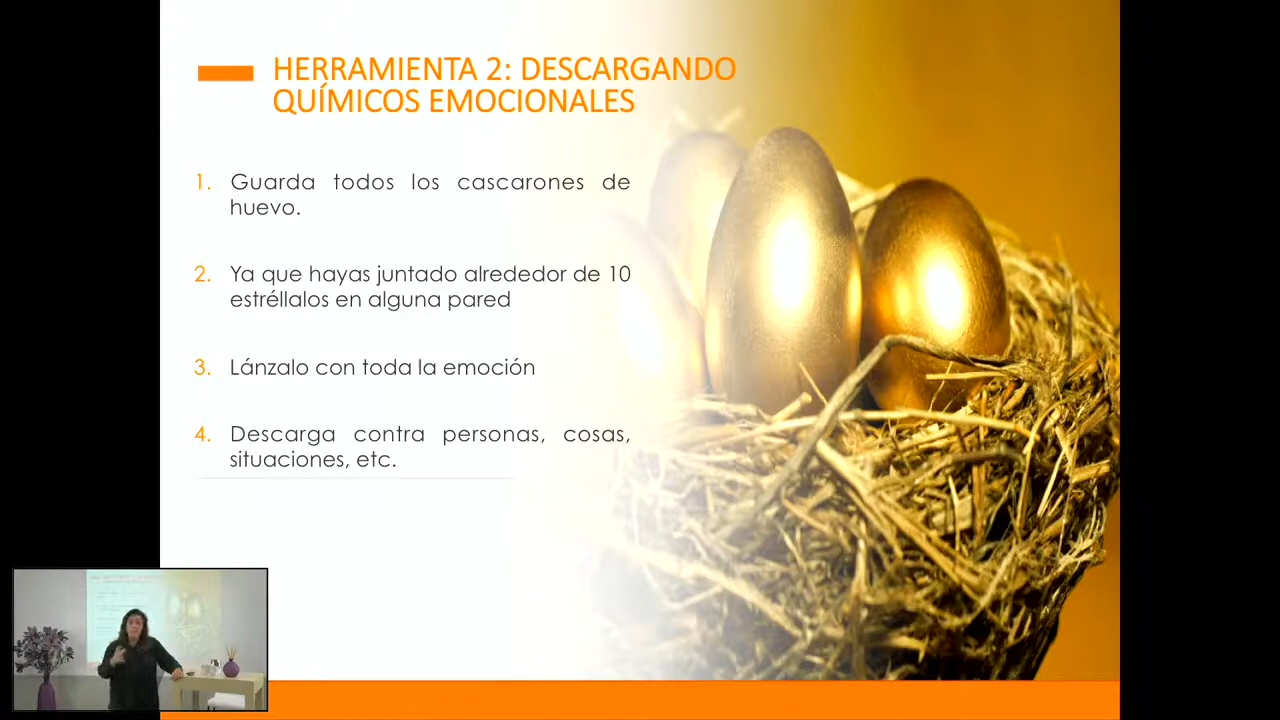 HERRAMIENTA 2: DESCARGANDO
QUÍMICOS EMOCIONALES
1. Guarda todos los cascarones de
huevo.
2. Ya que hayas juntado alrededor de 10
estréllalos en alguna pared
3. Lánzalo con toda la emoción
4. Descarga contra personas, cosas,
situaciones, etc.